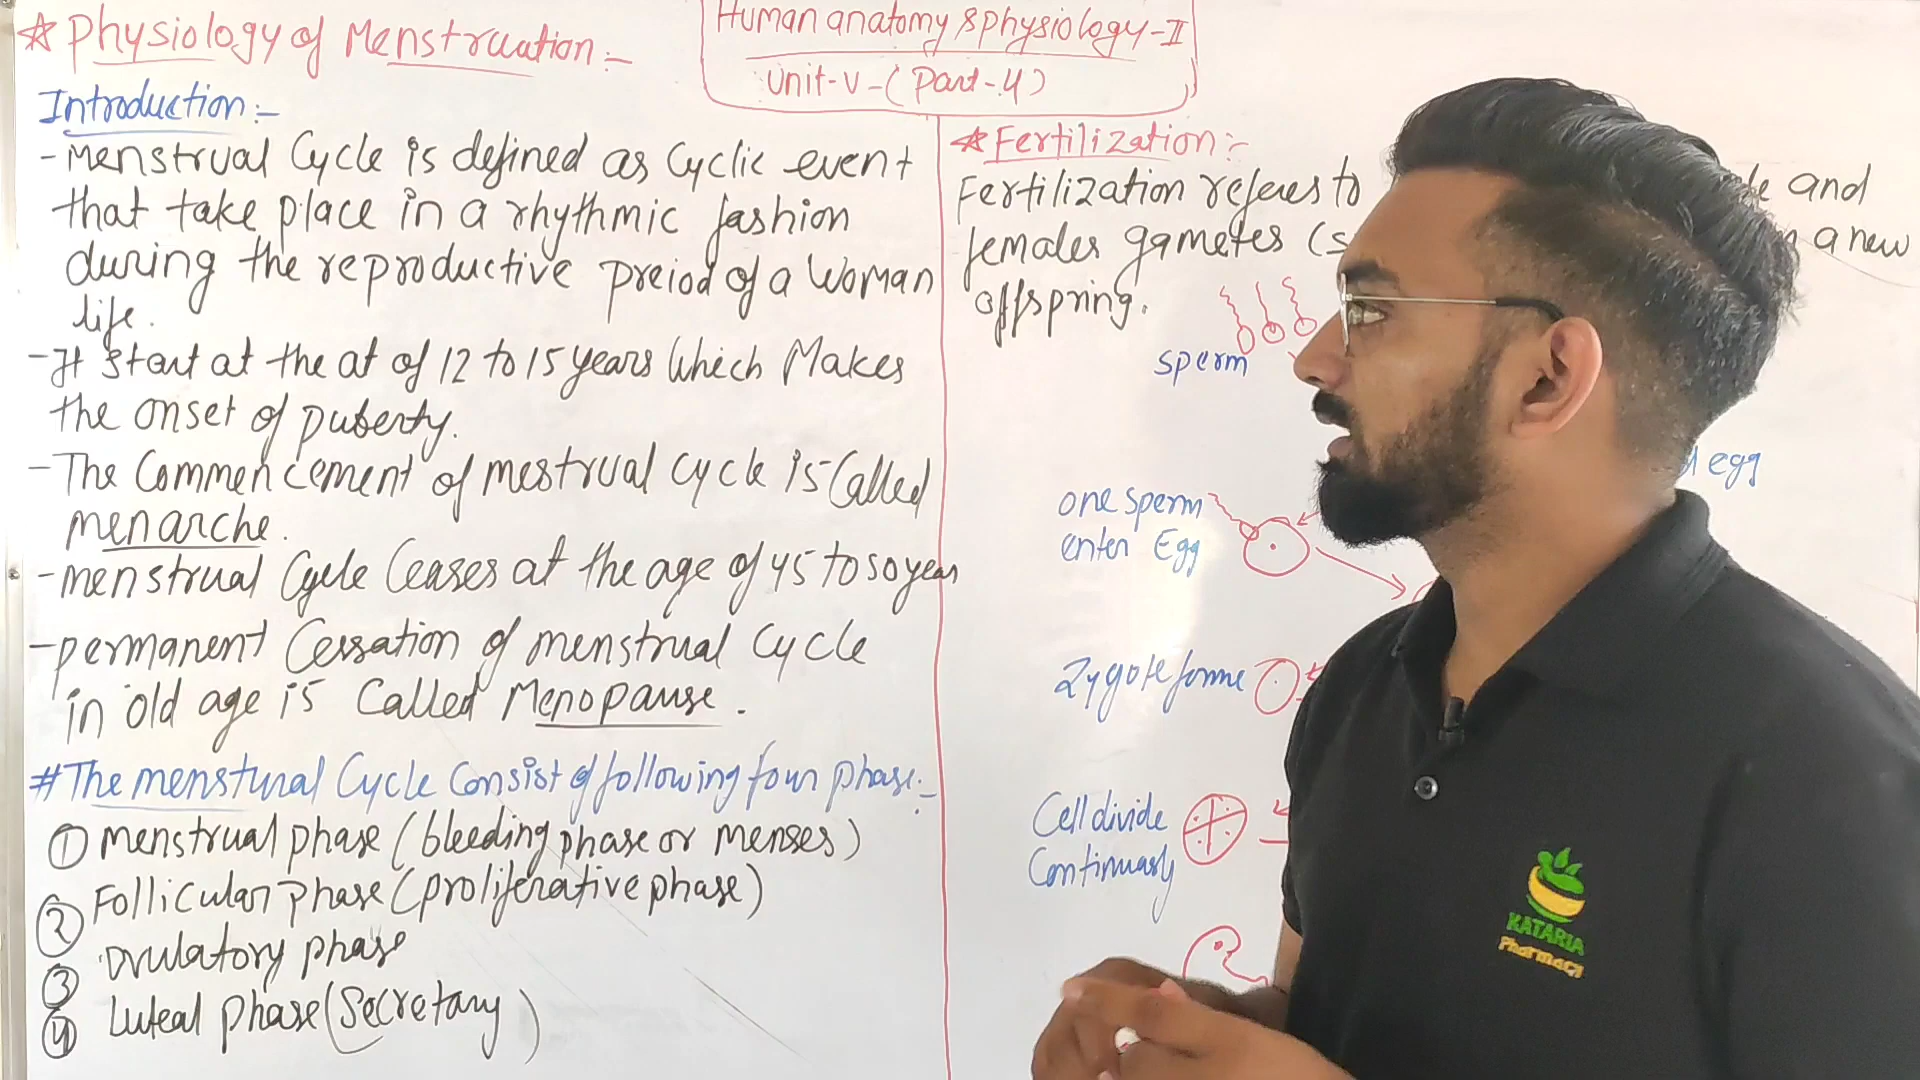 ☆ Physiology of Menstruation:-
Human anatomy & physiology-II
Unit-V-(Part-4)
Introduction:-
- Menstrual Cycle is defined as Cyclic event
that take place in a rhythmic fashion
during the reproductive preiod of a woman
life.
- It start at the at of 12 to 15 years Which Makes
the onset of puberty.
- The Commencement of mestrual cycle is Called
menarche.
- menstrual Cycle Ceases at the age of 45 to 50 year
- permanent Cessation of menstrual cycle
in old age is Called Menopause.
# The menstural Cycle Consist of following four phase:-
① menstrual phase (bleeding phase or menses)
② Follicular phase (proliferative phase)
③ ovulatory phase
④ Luteal phase (Secretary)
☆ Fertilization:-
Fertilization referes to and
females gametes (s a new
offspring.
sperm
egg
one sperm
enter Egg
Zygote forme
Cell divide
Continuasly
KATARIA
PharmaCy